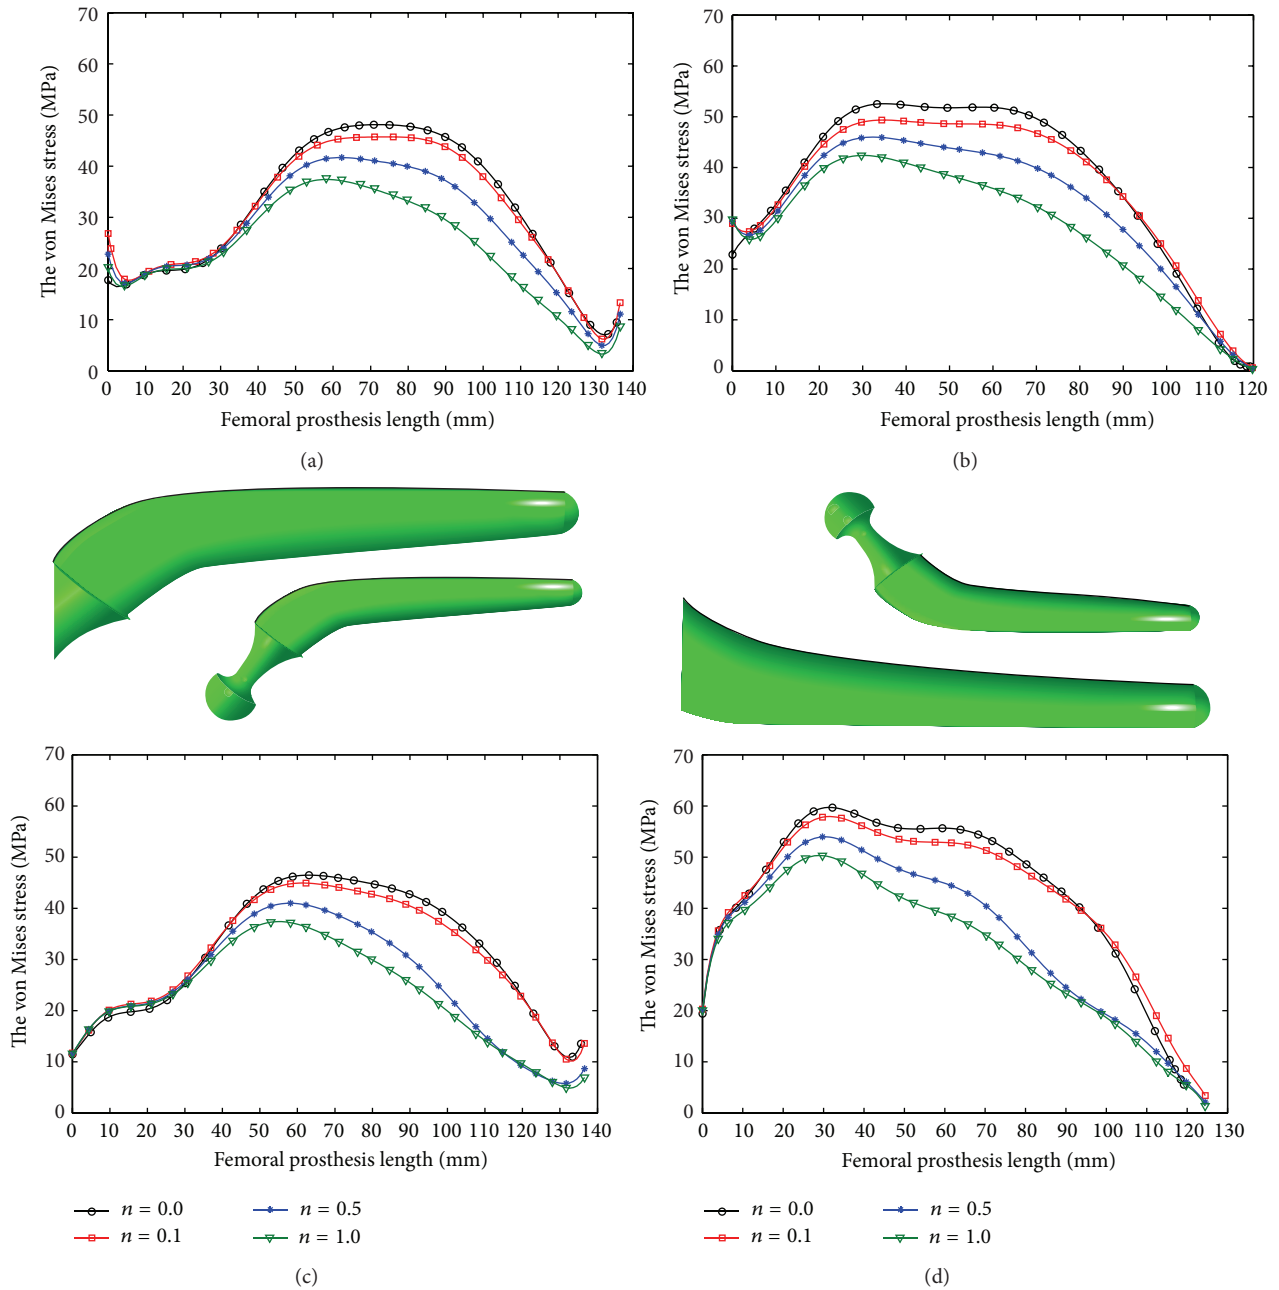 70
60
50
40
30
20
10
0
The von Mises stress (MPa)
0 10 20 30 40 50 60 70 80 90 100 110 120 130 140
Femoral prosthesis length (mm)
(a)
70
60
50
40
30
20
10
0
The von Mises stress (MPa)
0 10 20 30 40 50 60 70 80 90 100 110 120
Femoral prosthesis length (mm)
(b)
70
60
50
40
30
20
10
0
The von Mises stress (MPa)
0 10 20 30 40 50 60 70 80 90 100 110 120 130 140
Femoral prosthesis length (mm)
n = 0.0
n = 0.1
n = 0.5
n = 1.0
(c)
70
60
50
40
30
20
10
0
The von Mises stress (MPa)
0 10 20 30 40 50 60 70 80 90 100 110 120 130
Femoral prosthesis length (mm)
n = 0.0
n = 0.1
n = 0.5
n = 1.0
(d)